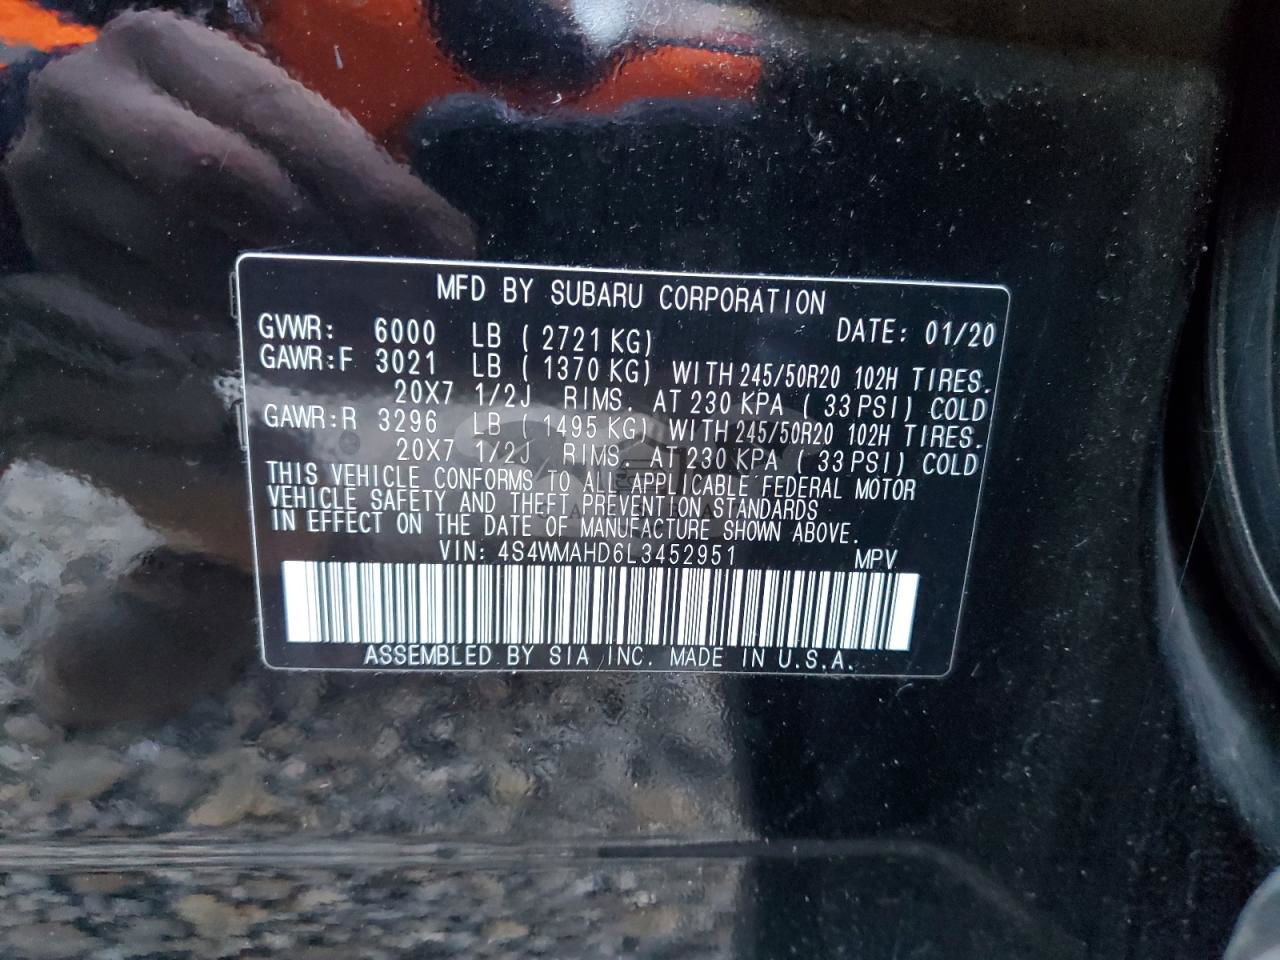 MFD BY SUBARU CORPORATION
GVWR: 6000 LB ( 2721 KG) DATE: 01/20
GAWR:F 3021 LB ( 1370 KG) WITH 245/50R20 102H TIRES.
20X7 1/2J RIMS. AT 230 KPA ( 33 PSI) COLD
GAWR:R 3296 LB ( 1495 KG) WITH 245/50R20 102H TIRES.
20X7 1/2J RIMS. AT 230 KPA ( 33 PSI) COLD
THIS VEHICLE CONFORMS TO ALL APPLICABLE FEDERAL MOTOR
VEHICLE SAFETY AND THEFT PREVENTION STANDARDS
IN EFFECT ON THE DATE OF MANUFACTURE SHOWN ABOVE.
VIN: 4S4WMAHD6L3452951 MPV
ASSEMBLED BY SIA INC. MADE IN U.S.A.